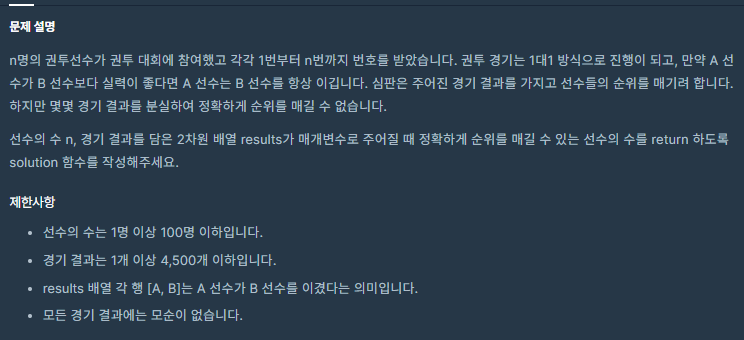 문제 설명
n명의 권투선수가 권투 대회에 참여했고 각각 1번부터 n번까지 번호를 받았습니다. 권투 경기는 1대1 방식으로 진행이 되고, 만약 A 선
수가 B 선수보다 실력이 좋다면 A 선수는 B 선수를 항상 이깁니다. 심판은 주어진 경기 결과를 가지고 선수들의 순위를 매기려 합니다.
하지만 몇몇 경기 결과를 분실하여 정확하게 순위를 매길 수 없습니다.
선수의 수 n, 경기 결과를 담은 2차원 배열 results가 매개변수로 주어질 때 정확하게 순위를 매길 수 있는 선수의 수를 return 하도록
solution 함수를 작성해주세요.
제한사항
• 선수의 수는 1명 이상 100명 이하입니다.
• 경기 결과는 1개 이상 4,500개 이하입니다.
• results 배열 각 행 [A, B]는 A 선수가 B 선수를 이겼다는 의미입니다.
• 모든 경기 결과에는 모순이 없습니다.